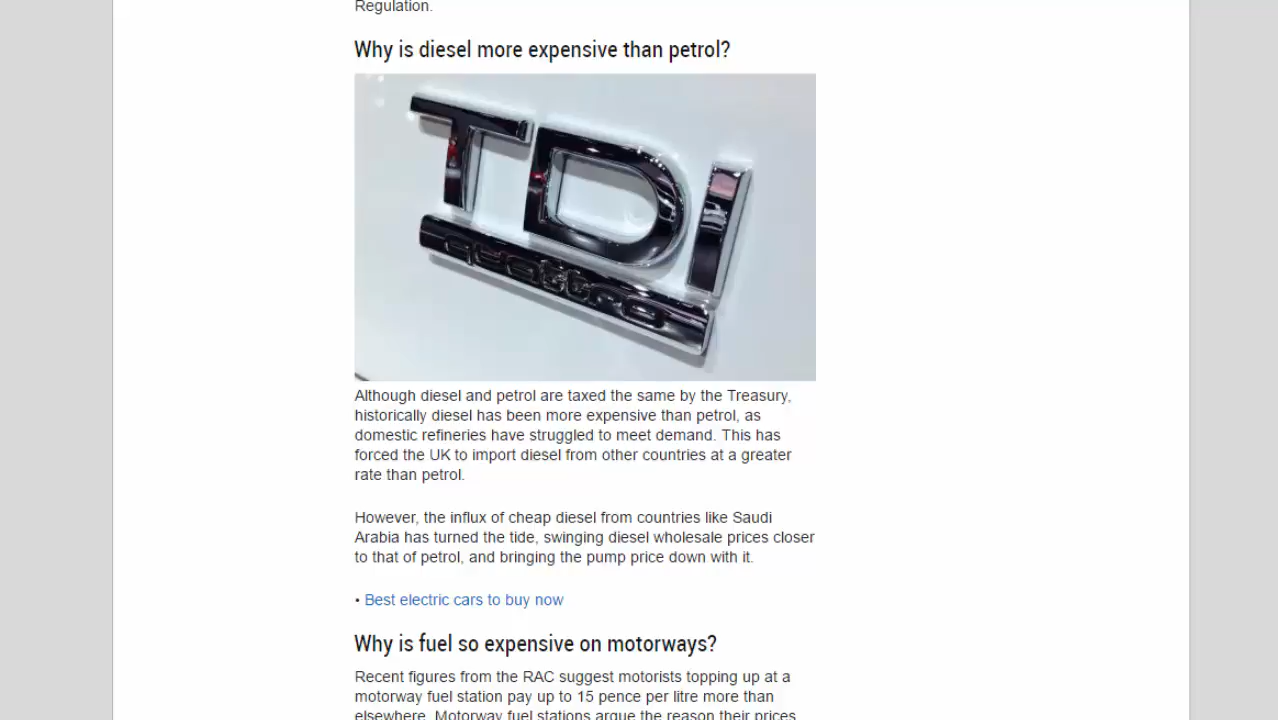 Regulation.
Why is diesel more expensive than petrol?
TDI
quattro
Although diesel and petrol are taxed the same by the Treasury,
historically diesel has been more expensive than petrol, as
domestic refineries have struggled to meet demand. This has
forced the UK to import diesel from other countries at a greater
rate than petrol.
However, the influx of cheap diesel from countries like Saudi
Arabia has turned the tide, swinging diesel wholesale prices closer
to that of petrol, and bringing the pump price down with it.
• Best electric cars to buy now
Why is fuel so expensive on motorways?
Recent figures from the RAC suggest motorists topping up at a
motorway fuel station pay up to 15 pence per litre more than
elsewhere. Motorway fuel stations argue the reason their prices